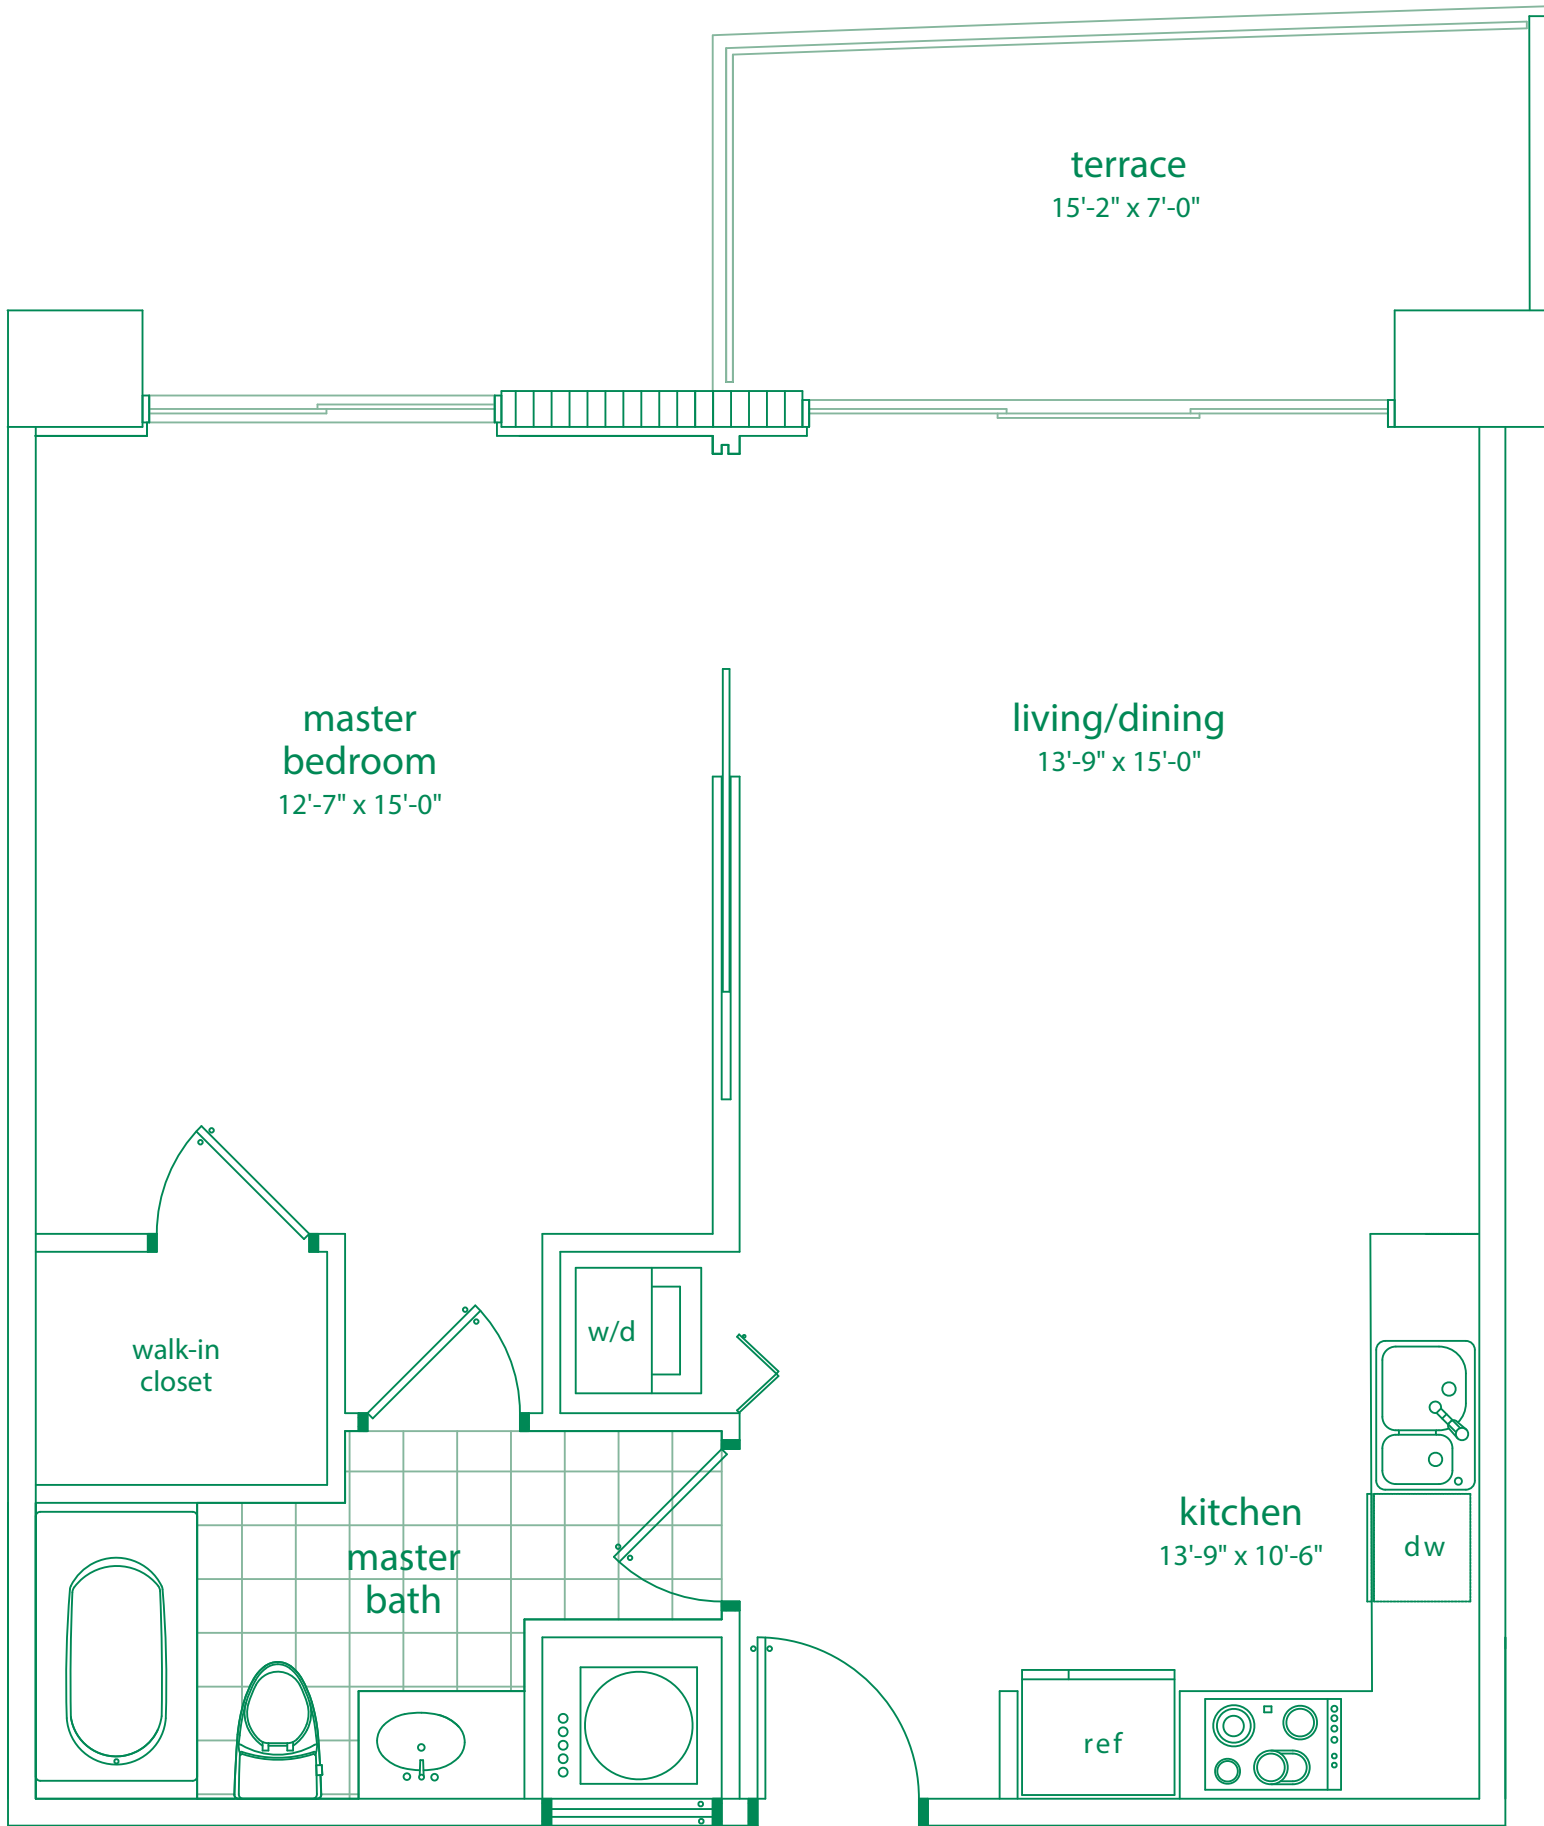 terrace
15'-2" x 7'-0"
master
bedroom
12'-7" x 15'-0"
living/dining
13'-9" x 15'-0"
w/d
walk-in
closet
kitchen
13'-9" x 10'-6"
dw
master
bath
ref